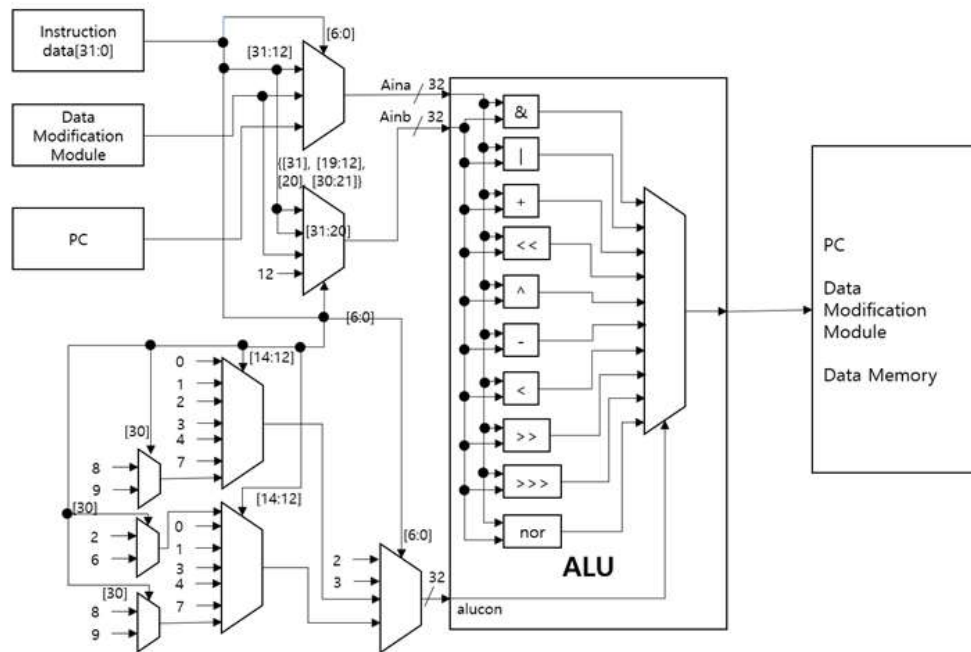 Instruction
data[31:0]
[6:0]
[31:12]
Data
Modification
Module
Aina
32
Ainb
32
{[31], [19:12],
[20], [30:21]}
PC
[31:20]
12
[6:0]
&
|
+
<<
^
-
<
>>
>>>
nor
ALU
PC
Data
Modification
Module
Data Memory
[14:12]
0
1
2
3
4
7
[30]
8
9
[14:12]
[30]
2
6
0
1
3
4
7
[30]
8
9
[6:0]
2
3
32
alucon